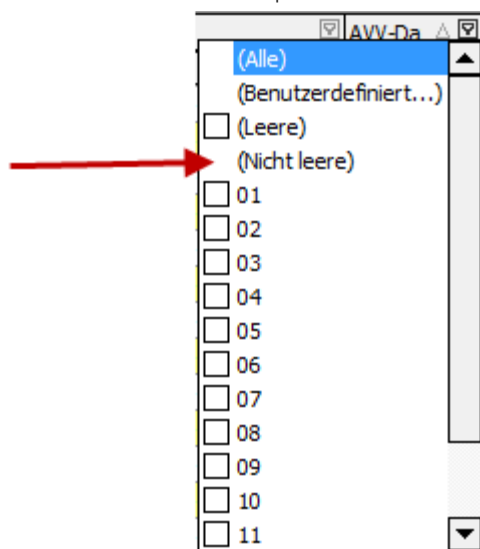 AVV-Da
(Alle)
(Benutzerdefiniert...)
(Leere)
(Nicht leere)
01
02
03
04
05
06
07
08
09
10
11